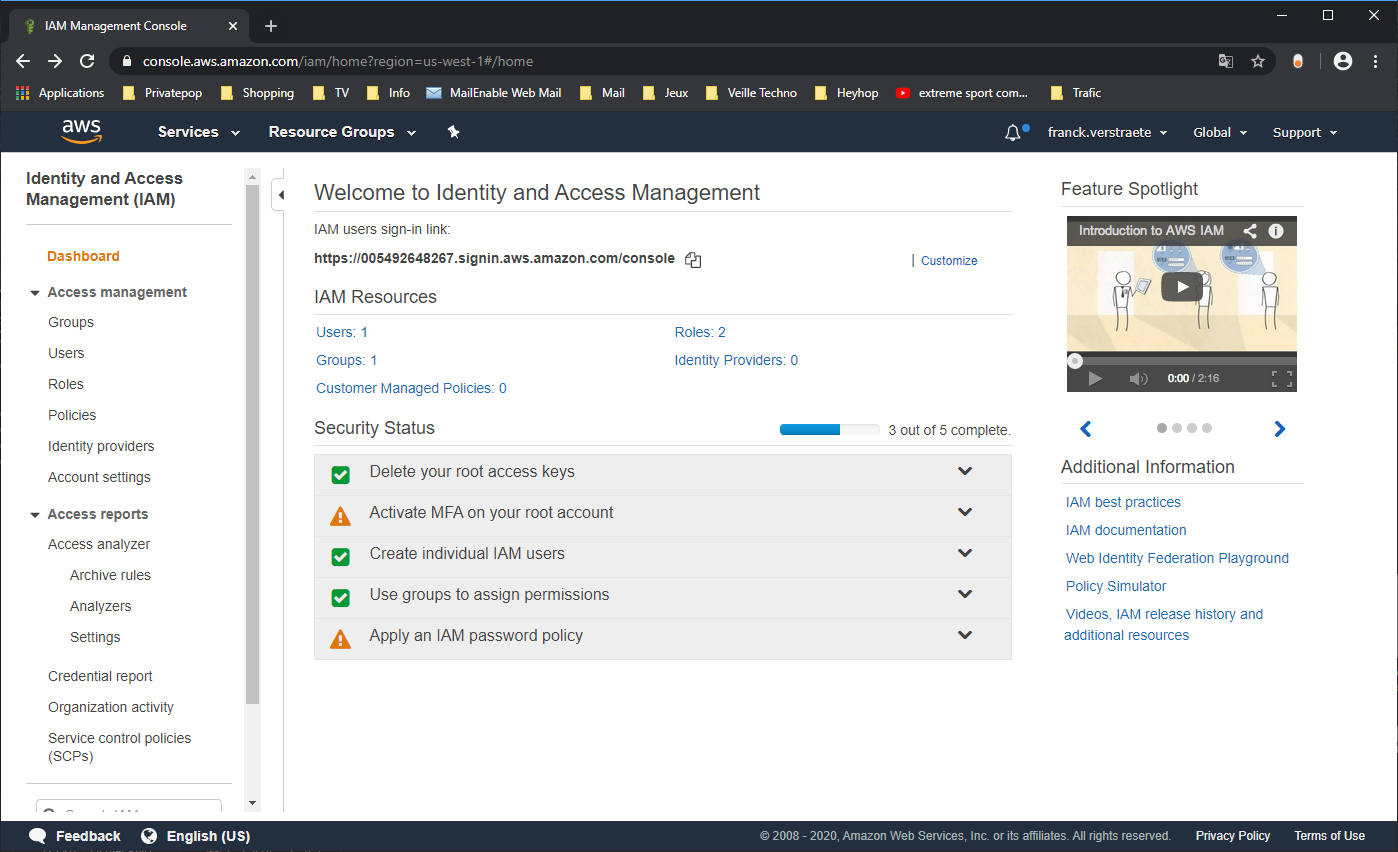 IAM Management Console
console.aws.amazon.com/iam/home?region=us-west-1#/home
Applications Privatepop Shopping TV Info MailEnable Web Mail Mail Jeux Veille Techno Heyhop extreme sport com... Trafic
aws Services Resource Groups franck.verstraete Global Support
Identity and Access
Management (IAM)
Dashboard
Access management
Groups
Users
Roles
Policies
Identity providers
Account settings
Access reports
Access analyzer
Archive rules
Analyzers
Settings
Credential report
Organization activity
Service control policies
(SCPs)
Welcome to Identity and Access Management
IAM users sign-in link:
https://005492648267.signin.aws.amazon.com/console
Customize
IAM Resources
Users: 1
Roles: 2
Groups: 1
Identity Providers: 0
Customer Managed Policies: 0
Security Status
3 out of 5 complete.
Delete your root access keys
Activate MFA on your root account
Create individual IAM users
Use groups to assign permissions
Apply an IAM password policy
Feature Spotlight
Introduction to AWS IAM
0:00 / 2:16
Additional Information
IAM best practices
IAM documentation
Web Identity Federation Playground
Policy Simulator
Videos, IAM release history and
additional resources
Feedback English (US)
© 2008 - 2020, Amazon Web Services, Inc. or its affiliates. All rights reserved. Privacy Policy Terms of Use